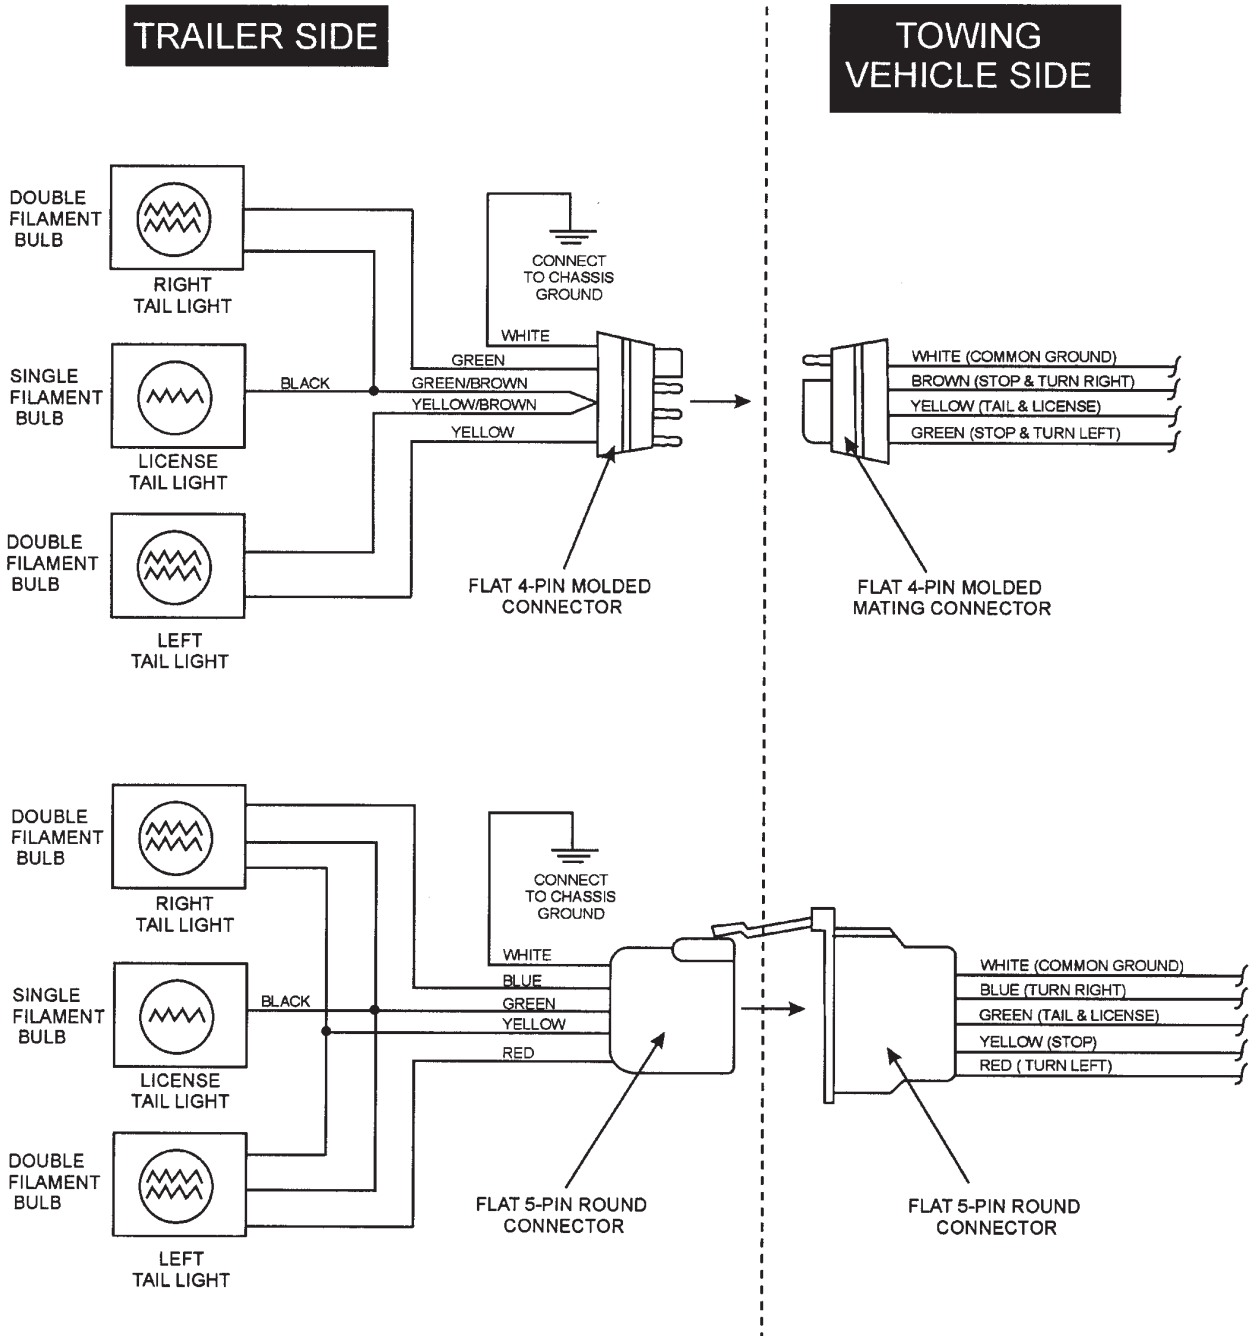 TRAILER SIDE
TOWING
VEHICLE SIDE
DOUBLE
FILAMENT
BULB
RIGHT
TAIL LIGHT
SINGLE
FILAMENT
BULB
BLACK
LICENSE
TAIL LIGHT
DOUBLE
FILAMENT
BULB
LEFT
TAIL LIGHT
CONNECT
TO CHASSIS
GROUND
WHITE
GREEN
GREEN/BROWN
YELLOW/BROWN
YELLOW
FLAT 4-PIN MOLDED
CONNECTOR
WHITE (COMMON GROUND)
BROWN (STOP & TURN RIGHT)
YELLOW (TAIL & LICENSE)
GREEN (STOP & TURN LEFT)
FLAT 4-PIN MOLDED
MATING CONNECTOR
DOUBLE
FILAMENT
BULB
RIGHT
TAIL LIGHT
SINGLE
FILAMENT
BULB
BLACK
LICENSE
TAIL LIGHT
DOUBLE
FILAMENT
BULB
LEFT
TAIL LIGHT
CONNECT
TO CHASSIS
GROUND
WHITE
BLUE
GREEN
YELLOW
RED
FLAT 5-PIN ROUND
CONNECTOR
WHITE (COMMON GROUND)
BLUE (TURN RIGHT)
GREEN (TAIL & LICENSE)
YELLOW (STOP)
RED ( TURN LEFT)
FLAT 5-PIN ROUND
CONNECTOR